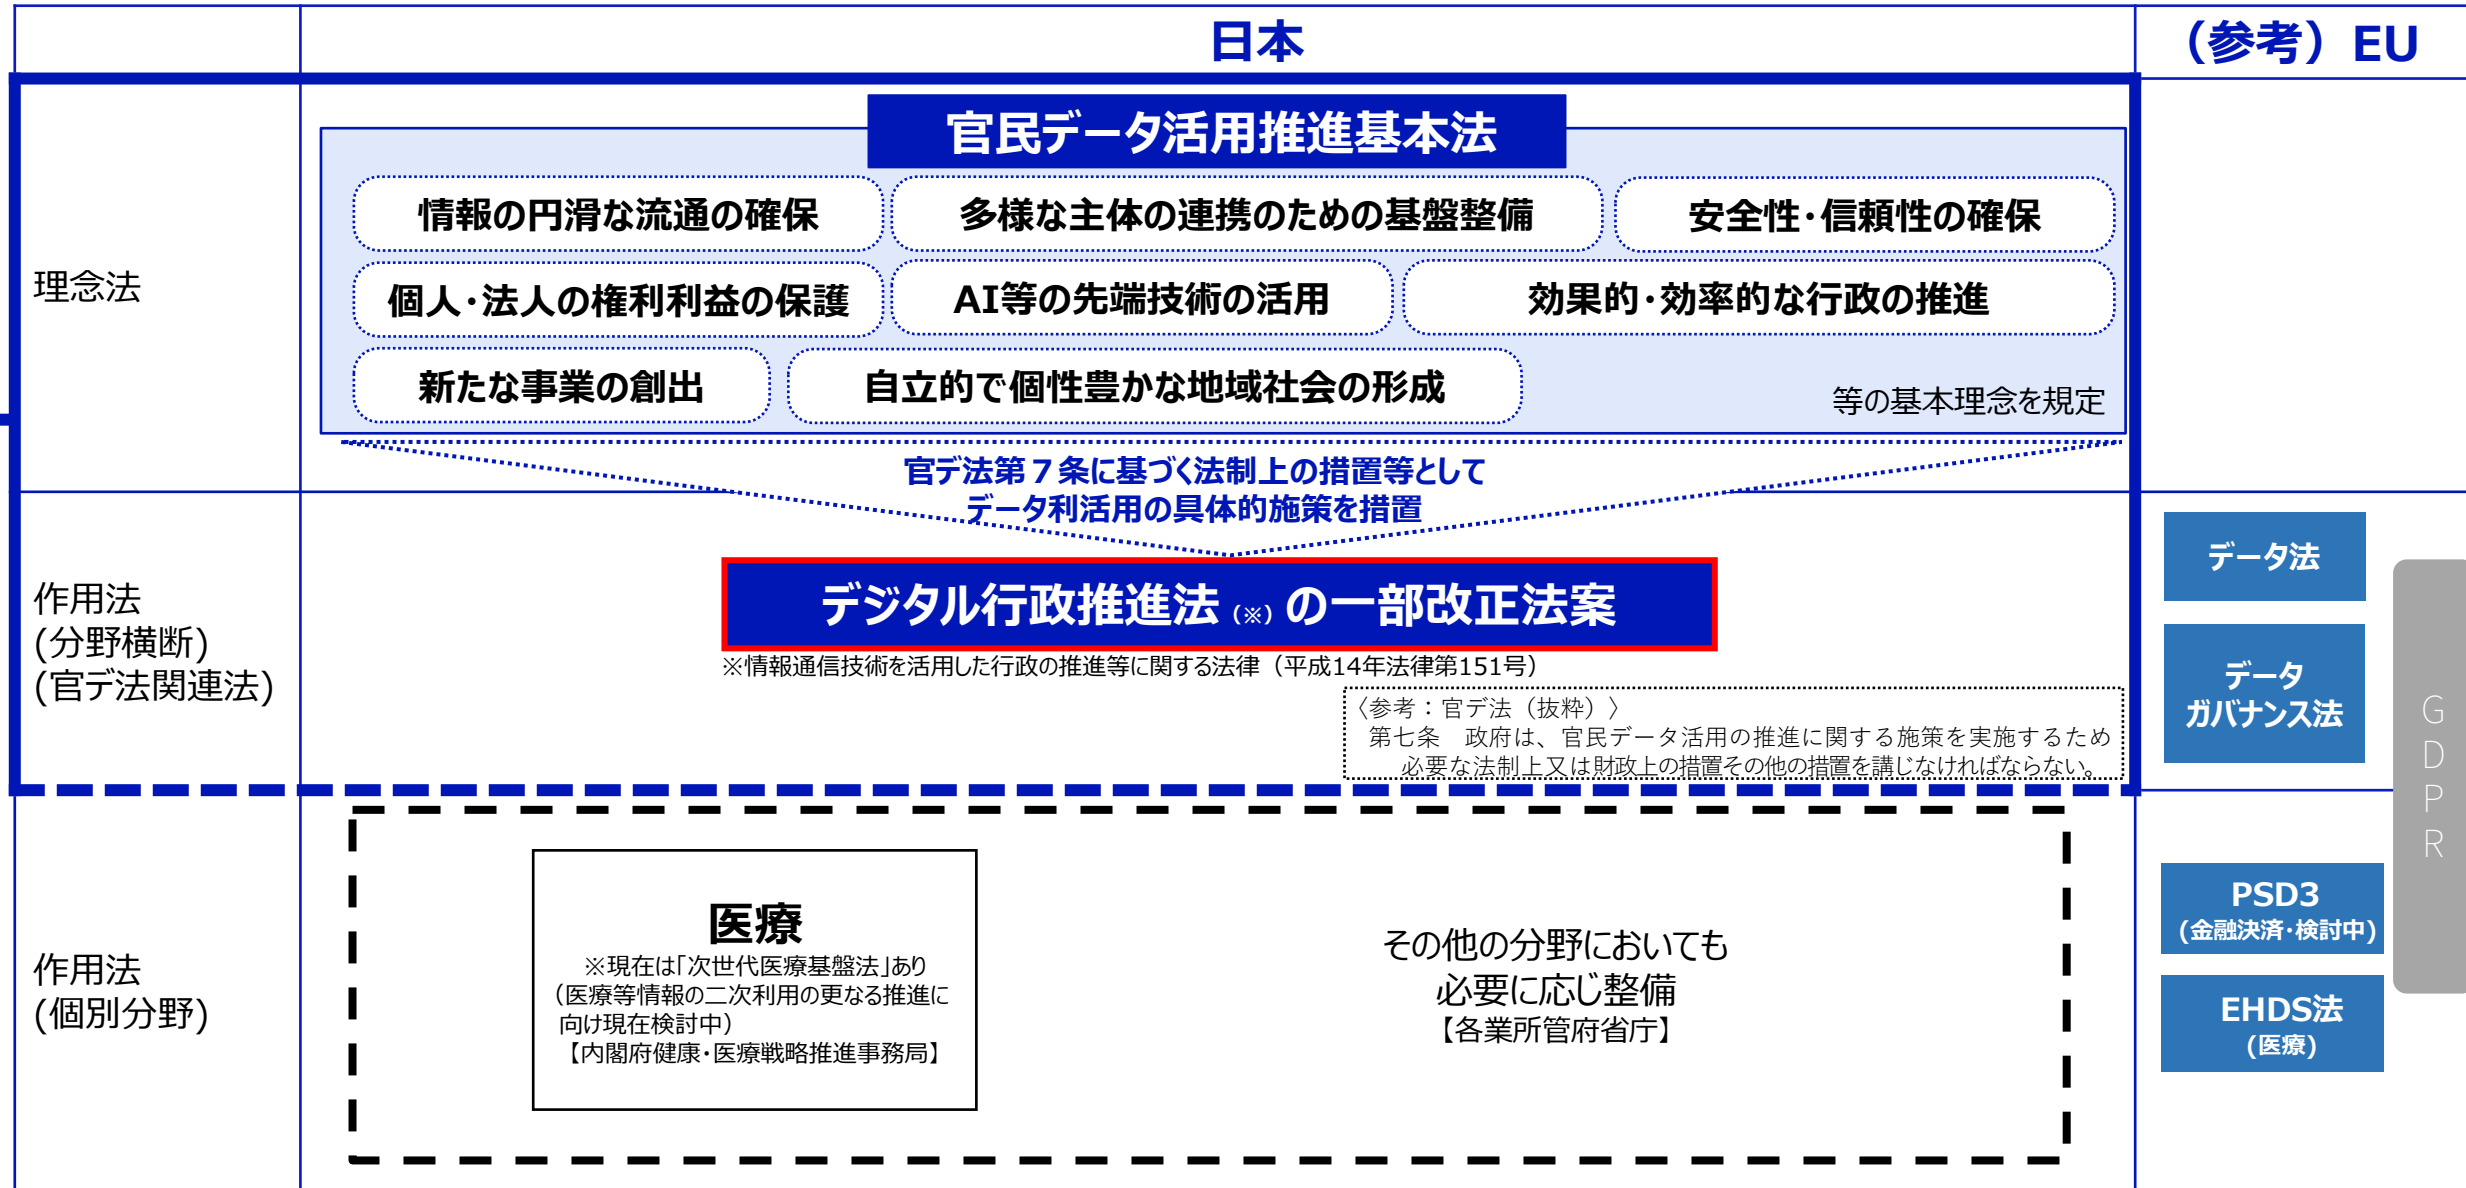 日本
（参考）EU
理念法
官民データ活用推進基本法
情報の円滑な流通の確保
多様な主体の連携のための基盤整備
安全性・信頼性の確保
個人・法人の権利利益の保護
AI等の先端技術の活用
効果的・効率的な行政の推進
新たな事業の創出
自立的で個性豊かな地域社会の形成
等の基本理念を規定
官デ法第７条に基づく法制上の措置等として
データ利活用の具体的施策を措置
作用法
(分野横断)
(官デ法関連法)
デジタル行政推進法（※）の一部改正法案
※情報通信技術を活用した行政の推進等に関する法律（平成14年法律第151号）
〈参考：官デ法（抜粋）〉
第七条　政府は、官民データ活用の推進に関する施策を実施するため
必要な法制上又は財政上の措置その他の措置を講じなければならない。
データ法
データ
ガバナンス法
G
D
P
R
作用法
(個別分野)
医療
※現在は「次世代医療基盤法」あり
（医療等情報の二次利用の更なる推進に
向け現在検討中）
【内閣府健康・医療戦略推進事務局】
その他の分野においても
必要に応じ整備
【各業所管府省庁】
PSD3
(金融決済・検討中)
EHDS法
(医療)